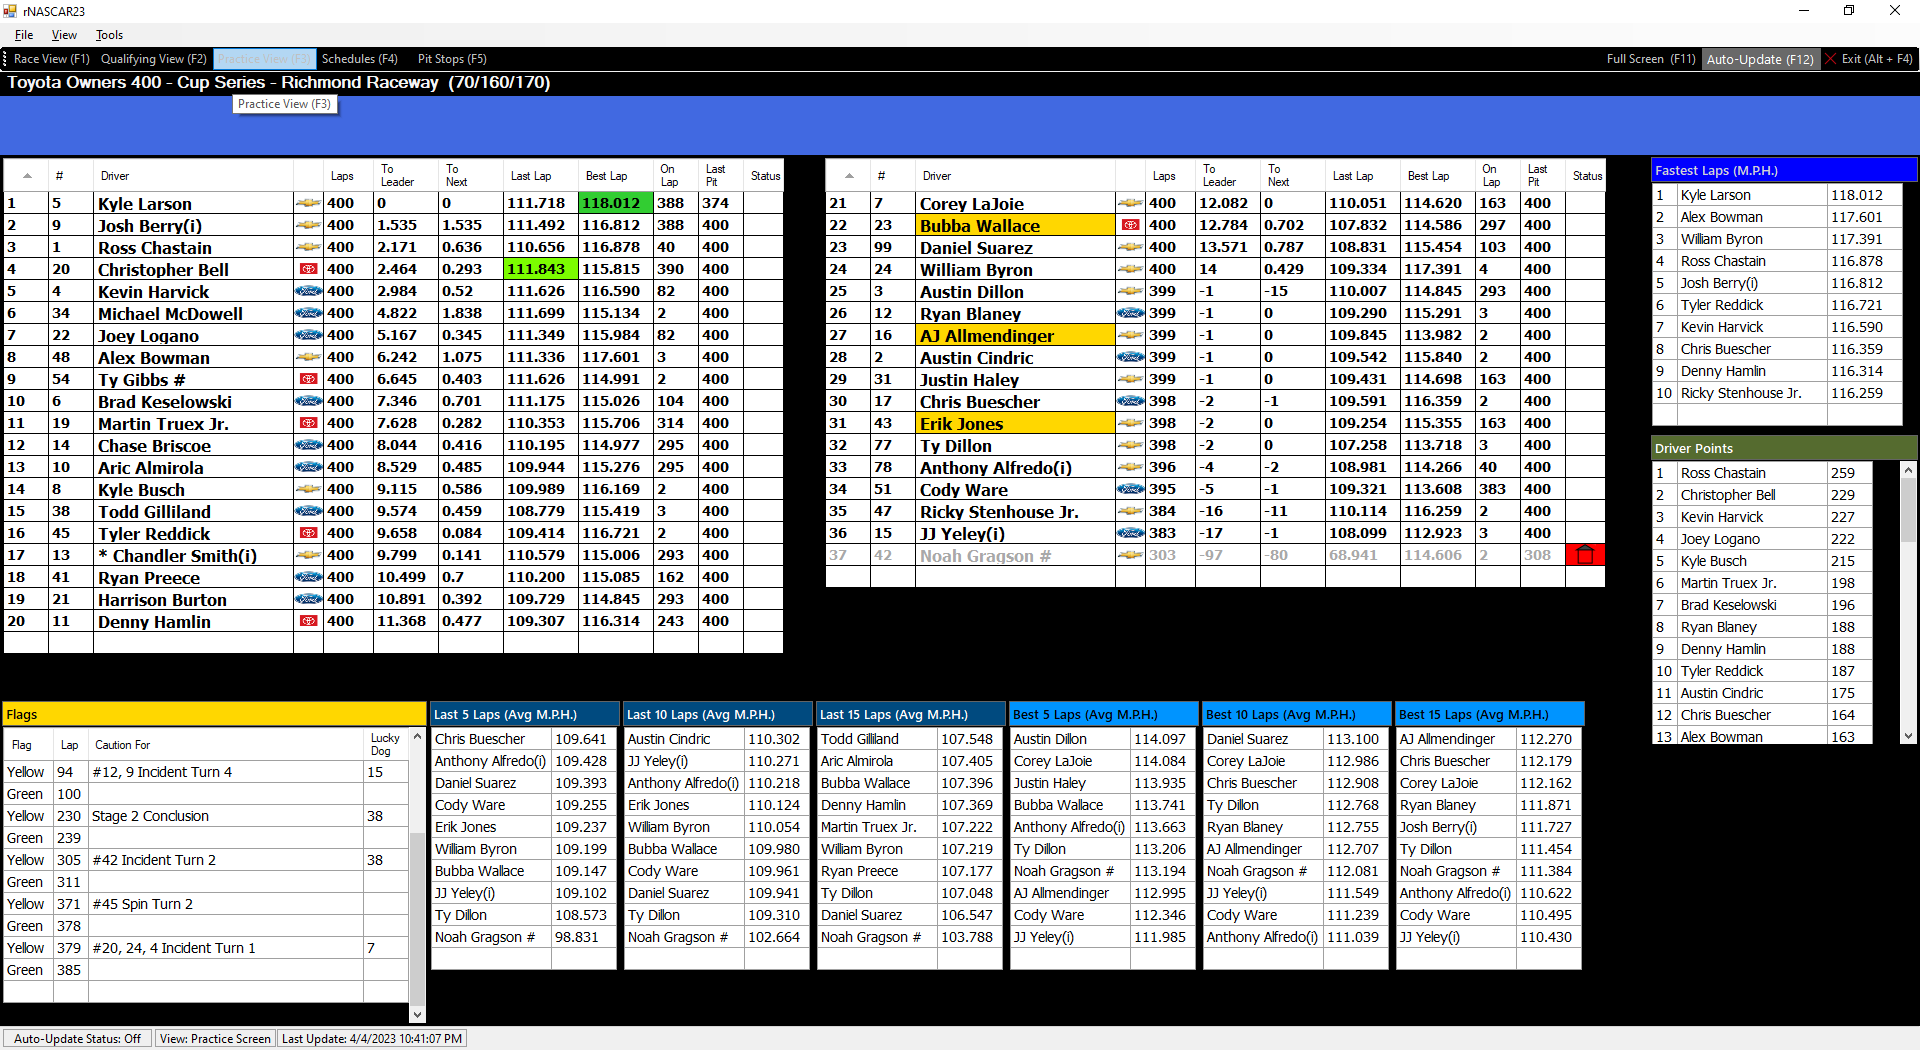 rNASCAR23
File View Tools
Race View (F1) Qualifying View (F2) Practice View (F3) Schedules (F4) Pit Stops (F5) Full Screen (F11) Auto-Update (F12) Exit (Alt + F4)
Toyota Owners 400 - Cup Series - Richmond Raceway (70/160/170)
Practice View (F3)
# Driver Laps To Leader To Next Last Lap Best Lap On Lap Last Pit Status
1 5 Kyle Larson 400 0 0 111.718 118.012 388 374
2 9 Josh Berry(i) 400 1.535 1.535 111.492 116.812 388 400
3 1 Ross Chastain 400 2.171 0.636 110.656 116.878 40 400
4 20 Christopher Bell 400 2.464 0.293 111.843 115.815 390 400
5 4 Kevin Harvick 400 2.984 0.52 111.626 116.590 82 400
6 34 Michael McDowell 400 4.822 1.838 111.699 115.134 2 400
7 22 Joey Logano 400 5.167 0.345 111.349 115.984 82 400
8 48 Alex Bowman 400 6.242 1.075 111.336 117.601 3 400
9 54 Ty Gibbs # 400 6.645 0.403 111.626 114.991 2 400
10 6 Brad Keselowski 400 7.346 0.701 111.175 115.026 104 400
11 19 Martin Truex Jr. 400 7.628 0.282 110.353 115.706 314 400
12 14 Chase Briscoe 400 8.044 0.416 110.195 114.977 295 400
13 10 Aric Almirola 400 8.529 0.485 109.944 115.276 295 400
14 8 Kyle Busch 400 9.115 0.586 109.989 116.169 2 400
15 38 Todd Gilliland 400 9.574 0.459 108.779 115.419 3 400
16 45 Tyler Reddick 400 9.658 0.084 109.414 116.721 2 400
17 13 * Chandler Smith(i) 400 9.799 0.141 110.579 115.006 293 400
18 41 Ryan Preece 400 10.499 0.7 110.200 115.085 162 400
19 21 Harrison Burton 400 10.891 0.392 109.729 114.845 293 400
20 11 Denny Hamlin 400 11.368 0.477 109.307 116.314 243 400
# Driver Laps To Leader To Next Last Lap Best Lap On Lap Last Pit Status
21 7 Corey LaJoie 400 12.082 0 110.051 114.620 163 400
22 23 Bubba Wallace 400 12.784 0.702 107.832 114.586 297 400
23 99 Daniel Suarez 400 13.571 0.787 108.831 115.454 103 400
24 24 William Byron 400 14 0.429 109.334 117.391 4 400
25 3 Austin Dillon 399 -1 -15 110.007 114.845 293 400
26 12 Ryan Blaney 399 -1 0 109.290 115.291 3 400
27 16 AJ Allmendinger 399 -1 0 109.845 113.982 2 400
28 2 Austin Cindric 399 -1 0 109.542 115.840 2 400
29 31 Justin Haley 399 -1 0 109.431 114.698 163 400
30 17 Chris Buescher 398 -2 -1 109.591 116.359 2 400
31 43 Erik Jones 398 -2 0 109.254 115.355 163 400
32 77 Ty Dillon 398 -2 0 107.258 113.718 3 400
33 78 Anthony Alfredo(i) 396 -4 -2 108.981 114.266 40 400
34 51 Cody Ware 395 -5 -1 109.321 113.608 383 400
35 47 Ricky Stenhouse Jr. 384 -16 -11 110.114 116.259 2 400
36 15 JJ Yeley(i) 383 -17 -1 108.099 112.923 3 400
37 42 Noah Gragson # 303 -97 -80 68.941 114.606 2 308
Fastest Laps (M.P.H.)
1 Kyle Larson 118.012
2 Alex Bowman 117.601
3 William Byron 117.391
4 Ross Chastain 116.878
5 Josh Berry(i) 116.812
6 Tyler Reddick 116.721
7 Kevin Harvick 116.590
8 Chris Buescher 116.359
9 Denny Hamlin 116.314
10 Ricky Stenhouse Jr. 116.259
Driver Points
1 Ross Chastain 259
2 Christopher Bell 229
3 Kevin Harvick 227
4 Joey Logano 222
5 Kyle Busch 215
6 Martin Truex Jr. 198
7 Brad Keselowski 196
8 Ryan Blaney 188
9 Denny Hamlin 188
10 Tyler Reddick 187
11 Austin Cindric 175
12 Chris Buescher 164
13 Alex Bowman 163
Flags
Flag Lap Caution For Lucky Dog
Yellow 94 #12, 9 Incident Turn 4 15
Green 100
Yellow 230 Stage 2 Conclusion 38
Green 239
Yellow 305 #42 Incident Turn 2 38
Green 311
Yellow 371 #45 Spin Turn 2
Green 378
Yellow 379 #20, 24, 4 Incident Turn 1 7
Green 385
Last 5 Laps (Avg M.P.H.)
Chris Buescher 109.641
Anthony Alfredo(i) 109.428
Daniel Suarez 109.393
Cody Ware 109.255
Erik Jones 109.237
William Byron 109.199
Bubba Wallace 109.147
JJ Yeley(i) 109.102
Ty Dillon 108.573
Noah Gragson # 98.831
Last 10 Laps (Avg M.P.H.)
Austin Cindric 110.302
JJ Yeley(i) 110.271
Anthony Alfredo(i) 110.218
Erik Jones 110.124
William Byron 110.054
Bubba Wallace 109.980
Cody Ware 109.961
Daniel Suarez 109.941
Ty Dillon 109.310
Noah Gragson # 102.664
Last 15 Laps (Avg M.P.H.)
Todd Gilliland 107.548
Aric Almirola 107.405
Bubba Wallace 107.396
Denny Hamlin 107.369
Martin Truex Jr. 107.222
William Byron 107.219
Ryan Preece 107.177
Ty Dillon 107.048
Daniel Suarez 106.547
Noah Gragson # 103.788
Best 5 Laps (Avg M.P.H.)
Austin Dillon 114.097
Corey LaJoie 114.084
Justin Haley 113.935
Bubba Wallace 113.741
Anthony Alfredo(i) 113.663
Ty Dillon 113.206
Noah Gragson # 113.194
AJ Allmendinger 112.995
Cody Ware 112.346
JJ Yeley(i) 111.985
Best 10 Laps (Avg M.P.H.)
Daniel Suarez 113.100
Corey LaJoie 112.986
Chris Buescher 112.908
Ty Dillon 112.768
Ryan Blaney 112.755
AJ Allmendinger 112.707
Noah Gragson # 112.081
JJ Yeley(i) 111.549
Cody Ware 111.239
Anthony Alfredo(i) 111.039
Best 15 Laps (Avg M.P.H.)
AJ Allmendinger 112.270
Chris Buescher 112.179
Corey LaJoie 112.162
Ryan Blaney 111.871
Josh Berry(i) 111.727
Ty Dillon 111.454
Noah Gragson # 111.384
Anthony Alfredo(i) 110.622
Cody Ware 110.495
JJ Yeley(i) 110.430
Auto-Update Status: Off View: Practice Screen Last Update: 4/4/2023 10:41:07 PM